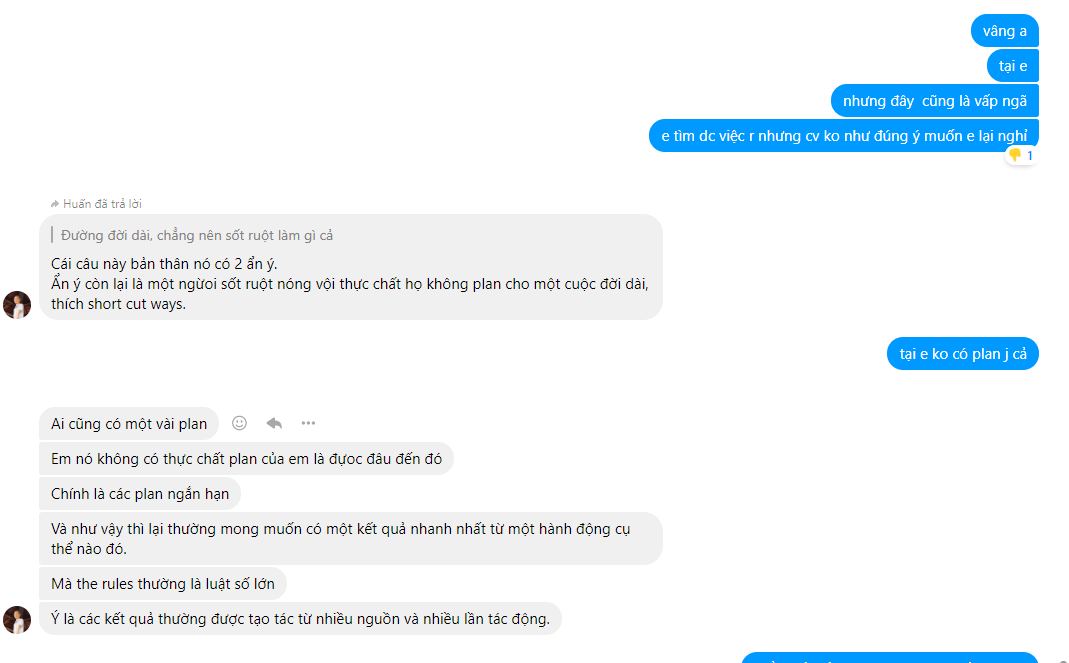 vâng a
tại e
nhưng đây cũng là vấp ngã
e tìm dc việc r nhưng cv ko như đúng ý muốn e lại nghỉ
1
Huấn đã trả lời
Đường đời dài, chẳng nên sốt ruột làm gì cả
Cái câu này bản thân nó có 2 ẩn ý.
Ẩn ý còn lại là một người sốt ruột nóng vội thực chất họ không plan cho một cuộc đời dài,
thích short cut ways.
tại e ko có plan j cả
Ai cũng có một vài plan
Em nó không có thực chất plan của em là đựoc đâu đến đó
Chính là các plan ngắn hạn
Và như vậy thì lại thường mong muốn có một kết quả nhanh nhất từ một hành động cụ
thể nào đó.
Mà the rules thường là luật số lớn
Ý là các kết quả thường được tạo tác từ nhiều nguồn và nhiều lần tác động.